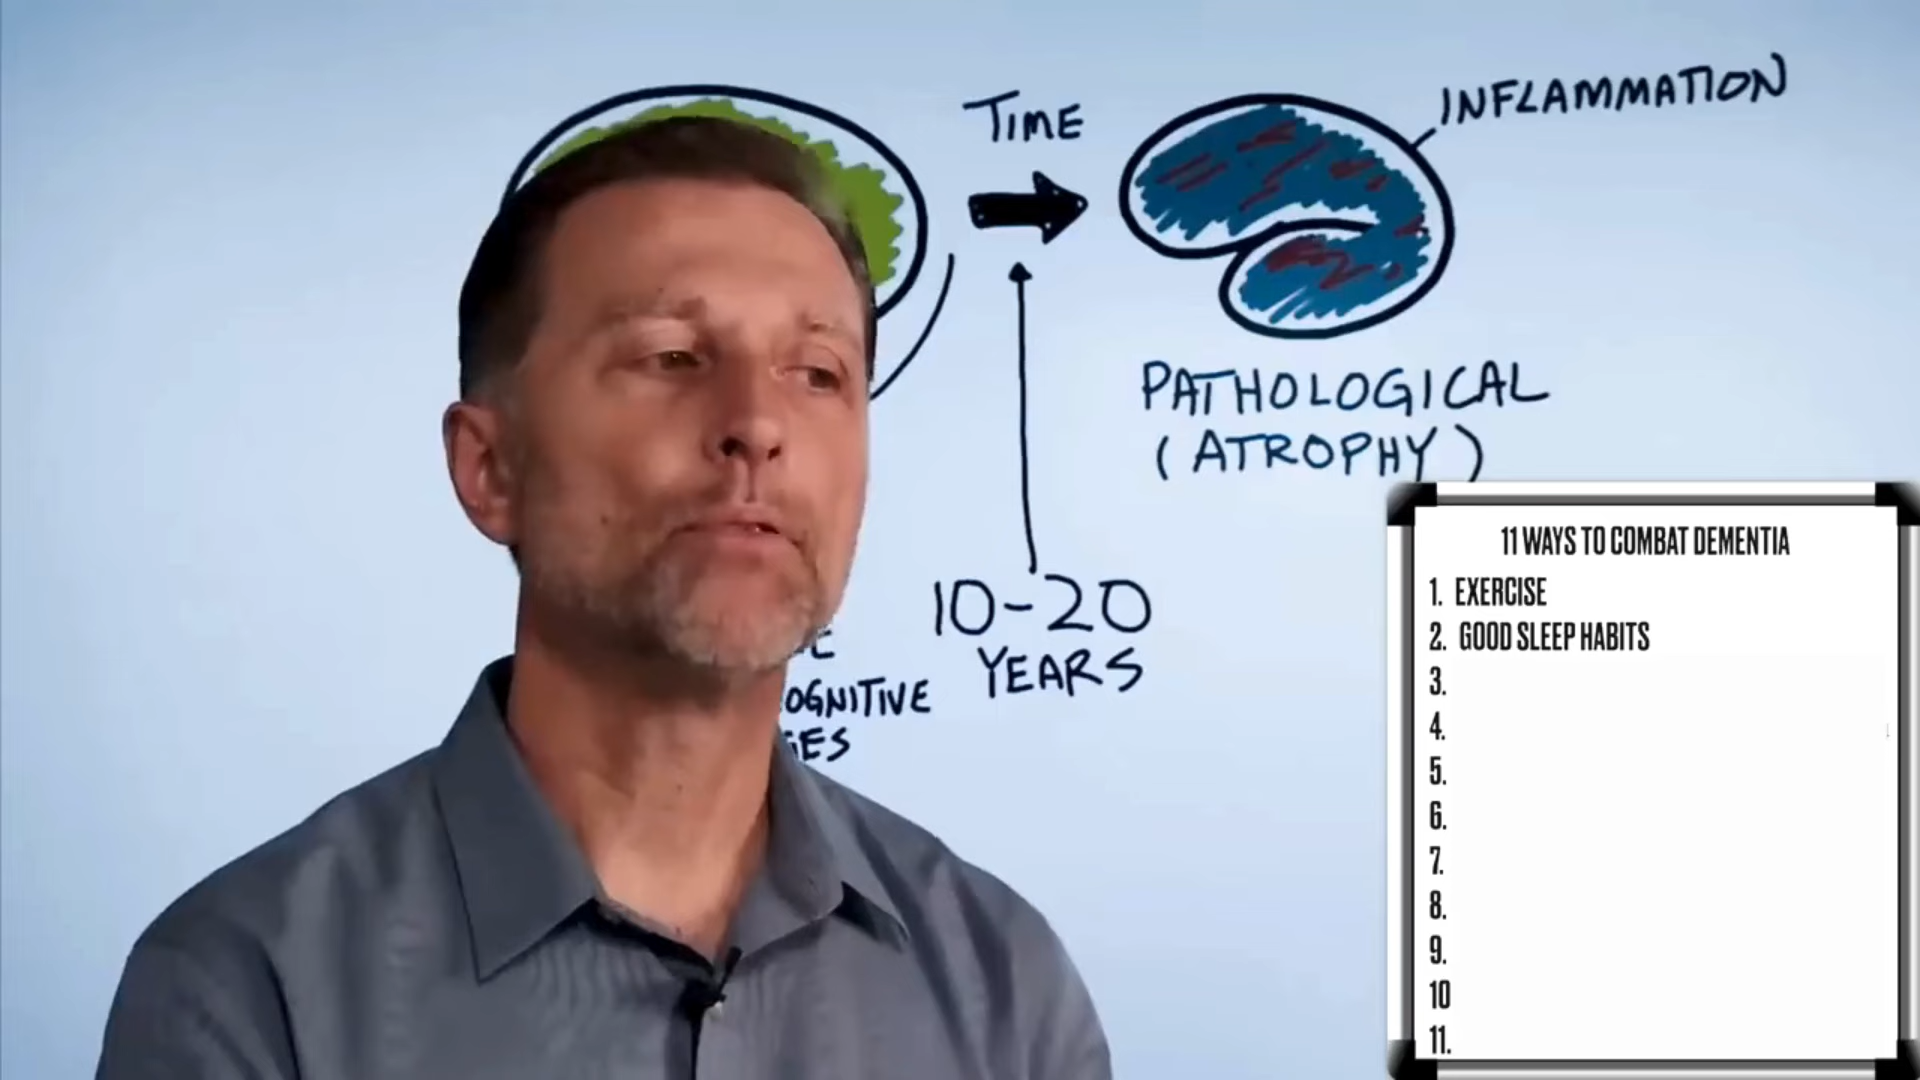 TIME
INFLAMMATION
PATHOLOGICAL
(ATROPHY)
10-20
YEARS
11 WAYS TO COMBAT DEMENTIA
1. EXERCISE
2. GOOD SLEEP HABITS
3.
4.
5.
6.
7.
8.
9.
10
11.